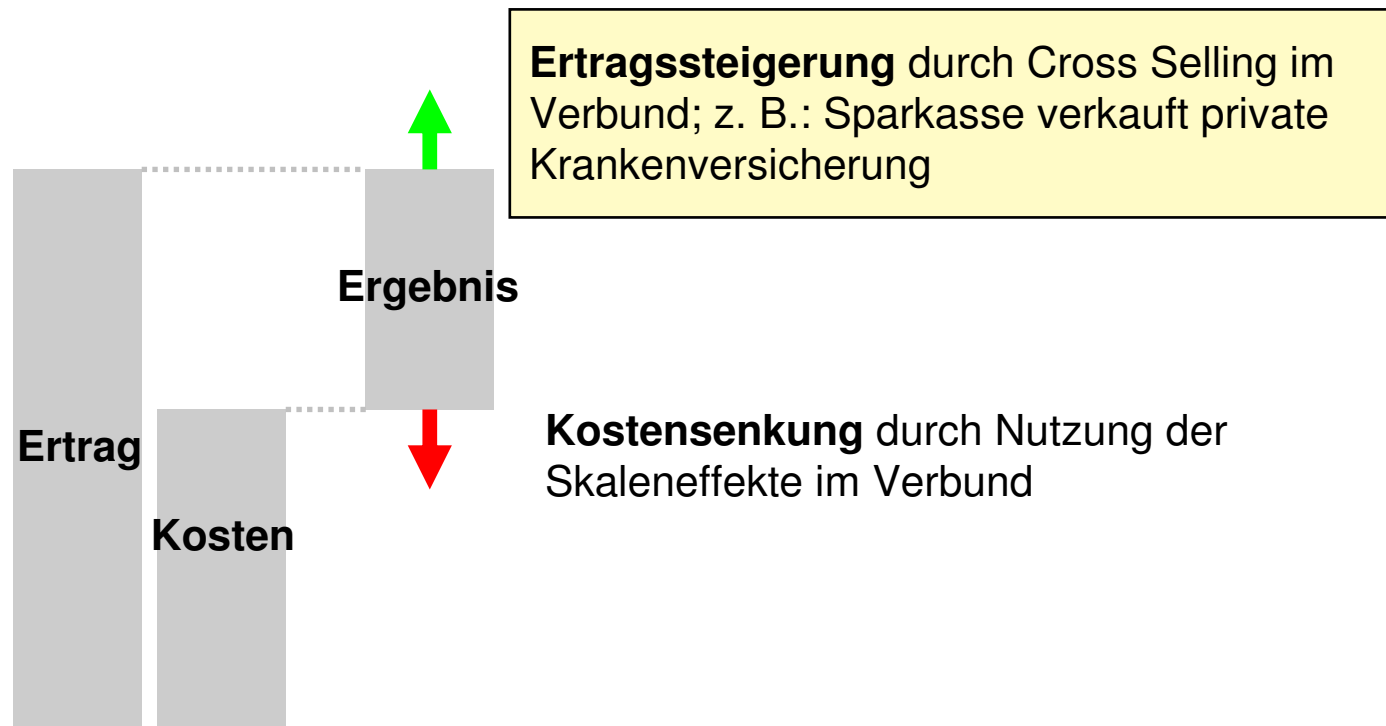 Ertragssteigerung durch Cross Selling im
Verbund; z. B.: Sparkasse verkauft private
Krankenversicherung
Ergebnis
Ertrag
Kostensenkung durch Nutzung der
Skaleneffekte im Verbund
Kosten